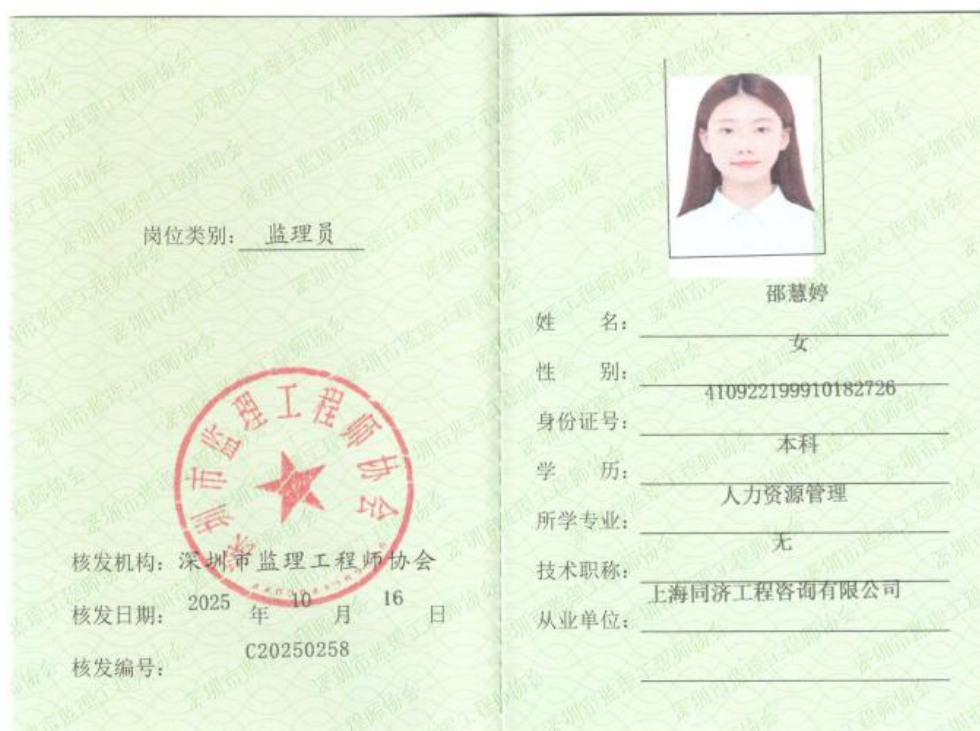 岗位类别：监理员
深圳市监理工程师协会
核发机构：深圳市监理工程师协会
核发日期：2025 年 10 月 16 日
核发编号：C20250258
姓 名：邵慧婷
性 别：女
身份证号：410922199910182726
学 历：本科
所学专业：人力资源管理
技术职称：无
从业单位：上海同济工程咨询有限公司